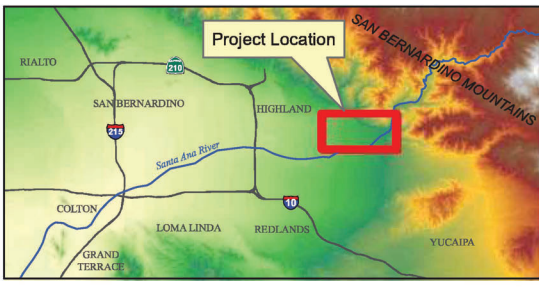 Project Location
SAN BERNARDINO MOUNTAINS
RIALTO
210
SAN BERNARDINO
HIGHLAND
215
Santa Ana River
10
COLTON
LOMA LINDA
REDLANDS
YUCAIPA
GRAND
TERRACE